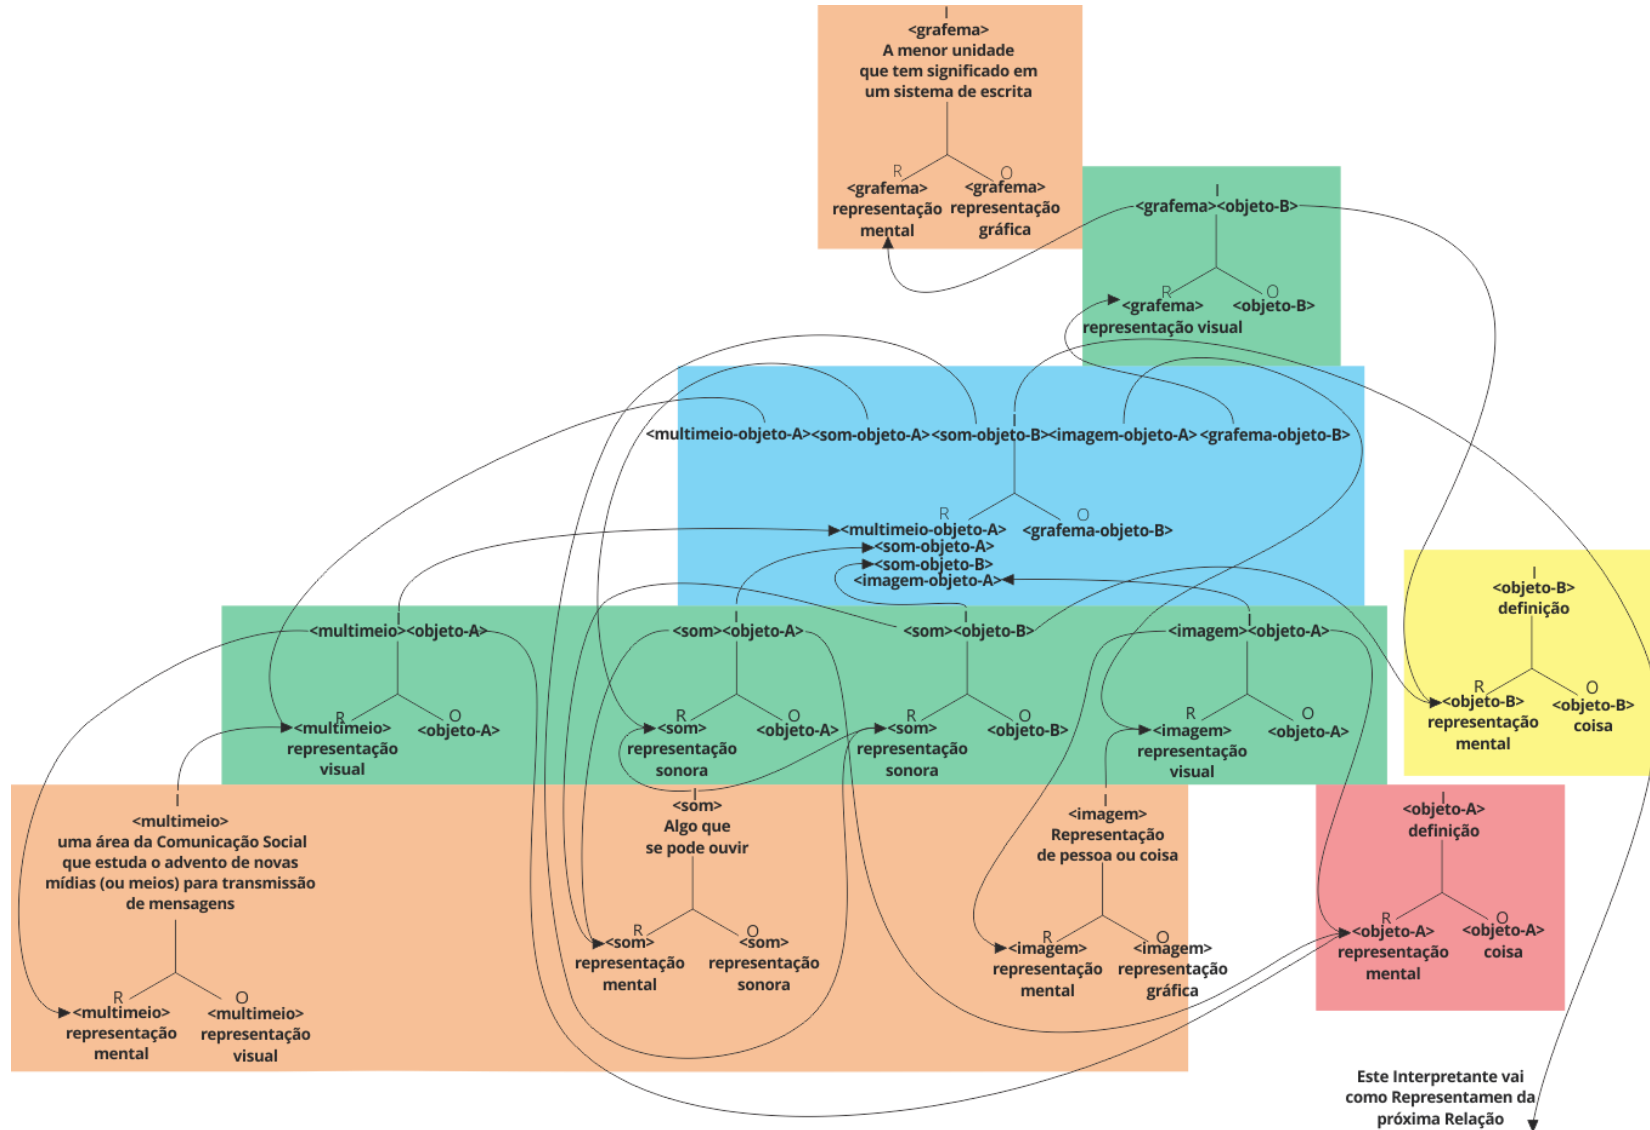 I
<grafema>
A menor unidade
que tem significado em
um sistema de escrita
R
O
<grafema>
representação
mental
<grafema>
representação
gráfica
I
<grafema><objeto-B>
R
O
<grafema>
representação visual
<objeto-B>
I
<multimeio-objeto-A><som-objeto-A><som-objeto-B><imagem-objeto-A> <grafema-objeto-B>
R
O
<multimeio-objeto-A>
<som-objeto-A>
<som-objeto-B>
<imagem-objeto-A>
<grafema-objeto-B>
I
<objeto-B>
definição
R
O
<objeto-B>
representação
mental
<objeto-B>
coisa
I
<multimeio><objeto-A>
R
O
<multimeio>
representação
visual
<objeto-A>
I
<som><objeto-A>
R
O
<som>
representação
sonora
<objeto-A>
I
<som><objeto-B>
R
O
<som>
representação
sonora
<objeto-B>
I
<imagem><objeto-A>
R
O
<imagem>
representação
visual
<objeto-A>
I
<multimeio>
uma área da Comunicação Social
que estuda o advento de novas
mídias (ou meios) para transmissão
de mensagens
R
O
<multimeio>
representação
mental
<multimeio>
representação
visual
I
<som>
Algo que
se pode ouvir
R
O
<som>
representação
mental
<som>
representação
sonora
I
<imagem>
Representação
de pessoa ou coisa
R
O
<imagem>
representação
mental
<imagem>
representação
gráfica
I
<objeto-A>
definição
R
O
<objeto-A>
representação
mental
<objeto-A>
coisa
Este Interpretante vai
como Representamen da
próxima Relação